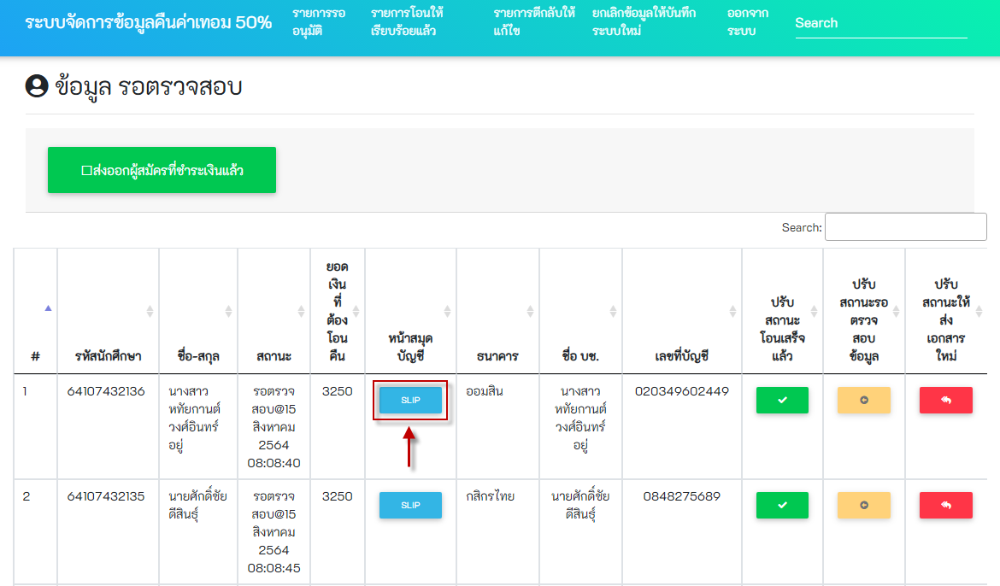 ระบบจัดการข้อมูลคืนค่าเทอม 50%
รายการรอ
อนุมัติ
รายการโอนให้
เรียบร้อยแล้ว
รายการตีกลับให้
แก้ไข
ยกเลิกข้อมูลให้บันทึก
ระบบใหม่
ออกจาก
ระบบ
Search
ข้อมูล รอตรวจสอบ
ส่งออกผู้สมัครที่ชำระเงินแล้ว
Search:
#
รหัสนักศึกษา
ชื่อ-สกุล
สถานะ
ยอด
เงิน
ที่
ต้อง
โอน
คืน
หน้าสมุด
บัญชี
ธนาคาร
ชื่อ บช.
เลขที่บัญชี
ปรับ
สถานะ
โอนเสร็จ
แล้ว
ปรับ
สถานะรอ
ตรวจ
สอบ
ข้อมูล
ปรับ
สถานะให้
ส่ง
เอกสาร
ใหม่
1
64107432136
นางสาว
หทัยกานต์
วงศ์อินทร์
อยู่
รอตรวจ
สอบ@15
สิงหาคม
2564
08:08:40
3250
SLIP
ออมสิน
นางสาว
หทัยกานต์
วงศ์อินทร์
อยู่
020349602449
2
64107432135
นายศักดิ์ชัย
ดีสินธุ์
รอตรวจ
สอบ@15
สิงหาคม
2564
08:08:45
3250
SLIP
กสิกรไทย
นายศักดิ์ชัย
ดีสินธุ์
0848275689